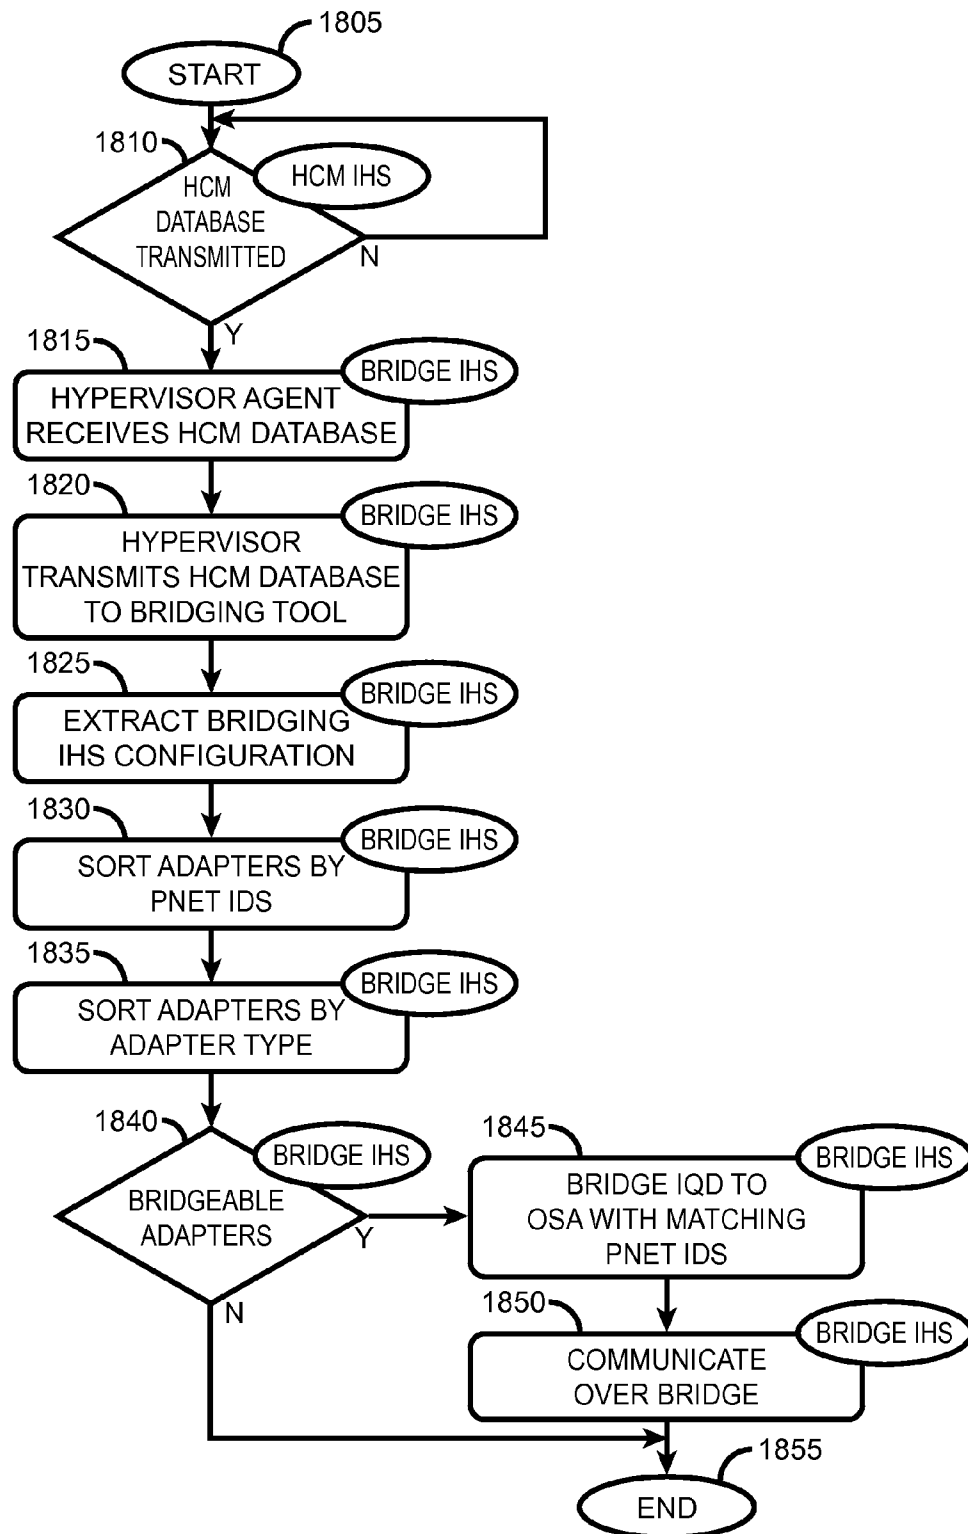 1805
START
1810
HCM IHS
HCM
DATABASE
TRANSMITTED
N
Y
1815
BRIDGE IHS
HYPERVISOR AGENT
RECEIVES HCM DATABASE
1820
BRIDGE IHS
HYPERVISOR
TRANSMITS HCM DATABASE
TO BRIDGING TOOL
1825
BRIDGE IHS
EXTRACT BRIDGING
IHS CONFIGURATION
1830
BRIDGE IHS
SORT ADAPTERS BY
PNET IDS
1835
BRIDGE IHS
SORT ADAPTERS BY
ADAPTER TYPE
1840
BRIDGE IHS
BRIDGEABLE
ADAPTERS
Y
N
1845
BRIDGE IHS
BRIDGE IQD TO
OSA WITH MATCHING
PNET IDS
1850
BRIDGE IHS
COMMUNICATE
OVER BRIDGE
1855
END